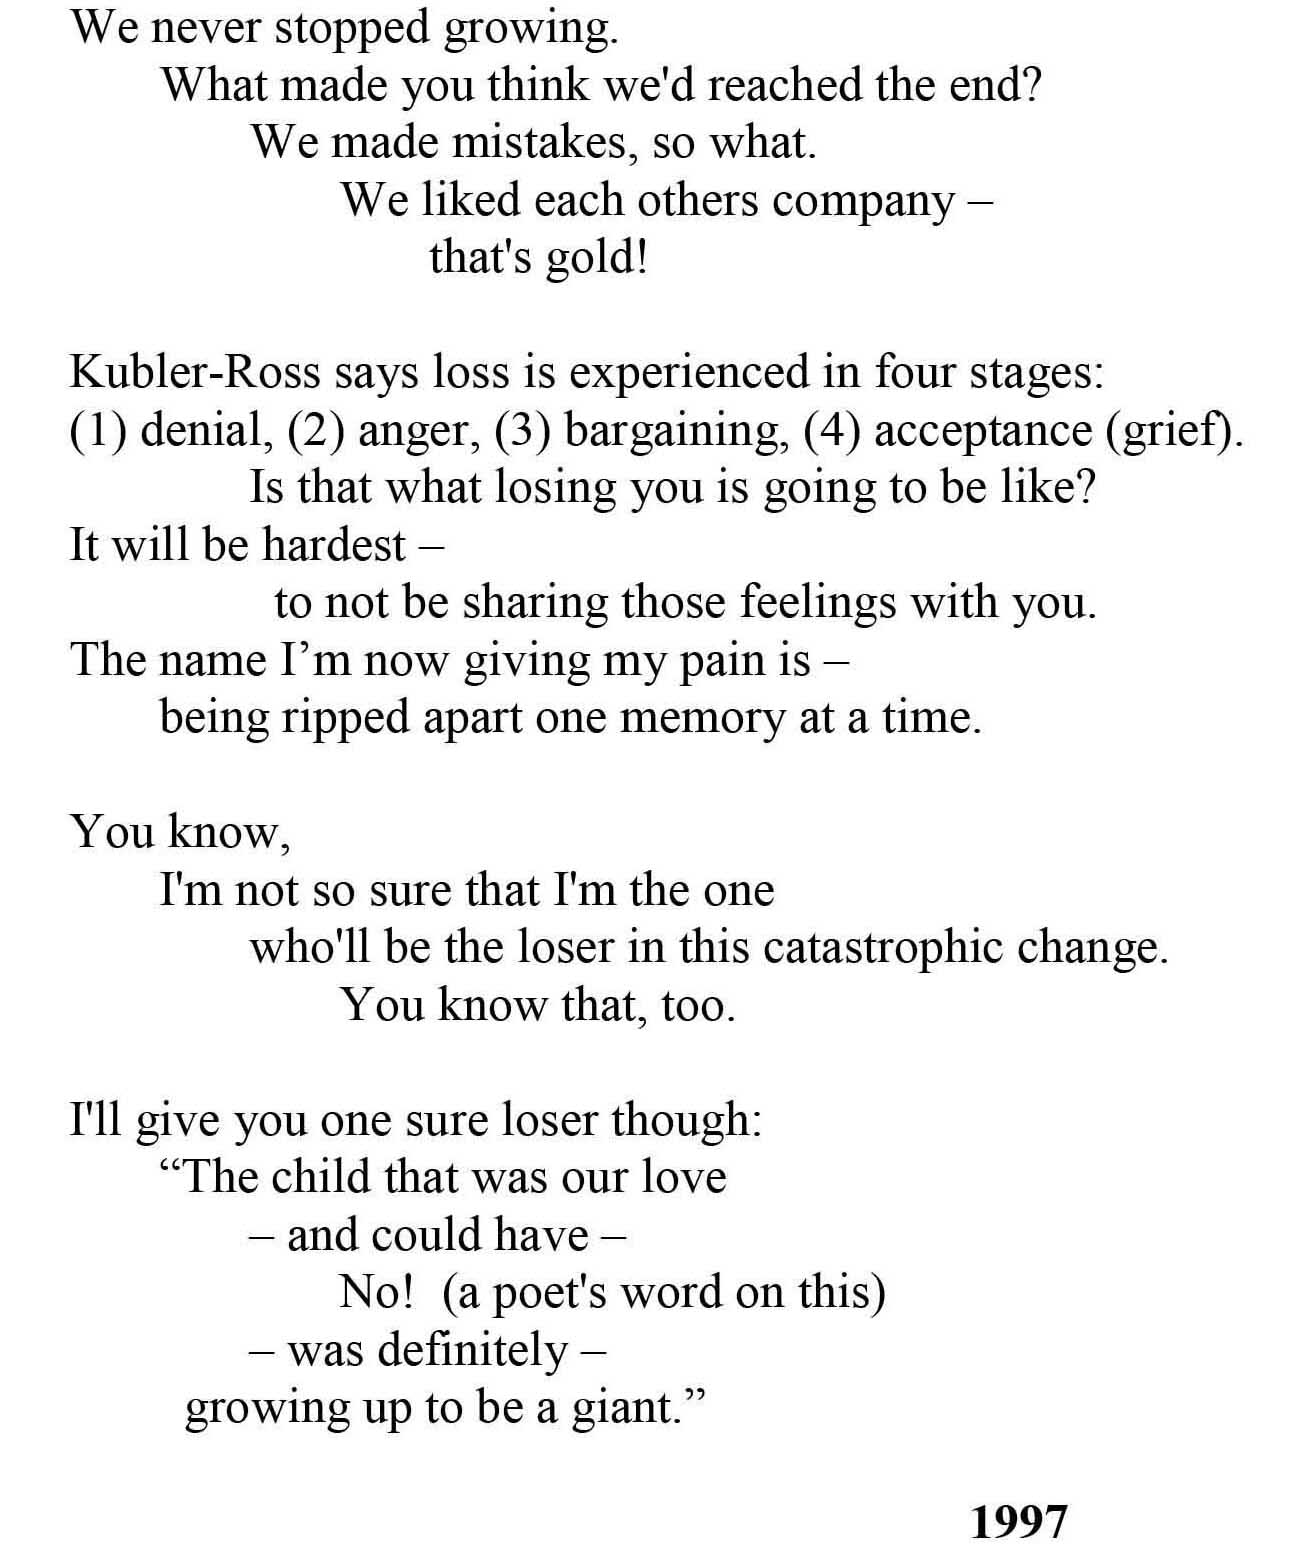 We never stopped growing.
What made you think we'd reached the end?
We made mistakes, so what.
We liked each others company –
that's gold!
Kubler-Ross says loss is experienced in four stages:
(1) denial, (2) anger, (3) bargaining, (4) acceptance (grief).
Is that what losing you is going to be like?
It will be hardest –
to not be sharing those feelings with you.
The name I’m now giving my pain is –
being ripped apart one memory at a time.
You know,
I'm not so sure that I'm the one
who'll be the loser in this catastrophic change.
You know that, too.
I'll give you one sure loser though:
“The child that was our love
– and could have –
No!  (a poet's word on this)
– was definitely –
growing up to be a giant.”
1997